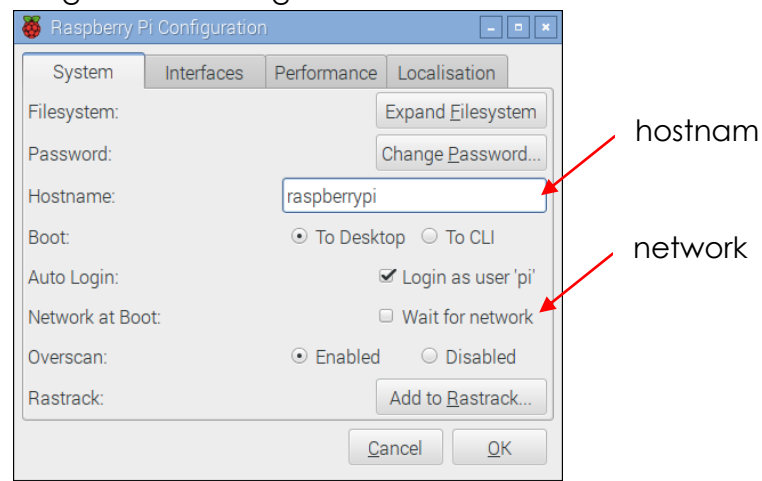 Raspberry Pi Configuration
System Interfaces Performance Localisation
Filesystem: Expand Filesystem
Password: Change Password...
Hostname: raspberrypi
Boot: To Desktop To CLI
Auto Login: Login as user 'pi'
Network at Boot: Wait for network
Overscan: Enabled Disabled
Rastrack: Add to Rastrack...
Cancel OK
hostnam
network